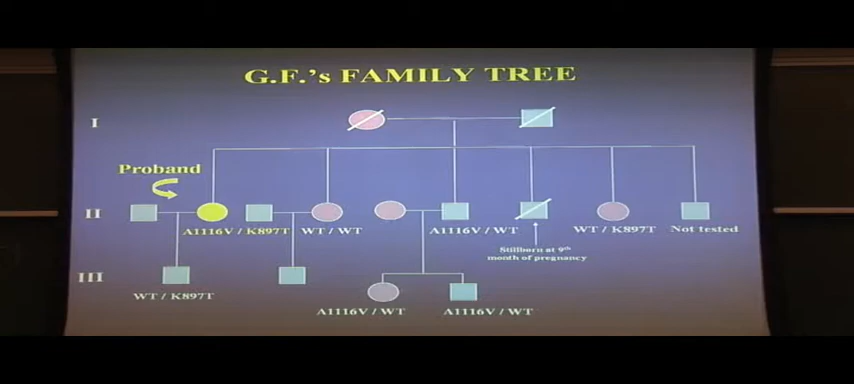 G.F.'s FAMILY TREE
I
Proband
II
A1116V / K897T
WT / WT
A1116V / WT
WT / K897T
Not tested
Stillborn at 9th
month of pregnancy
III
WT / K897T
A1116V / WT
A1116V / WT